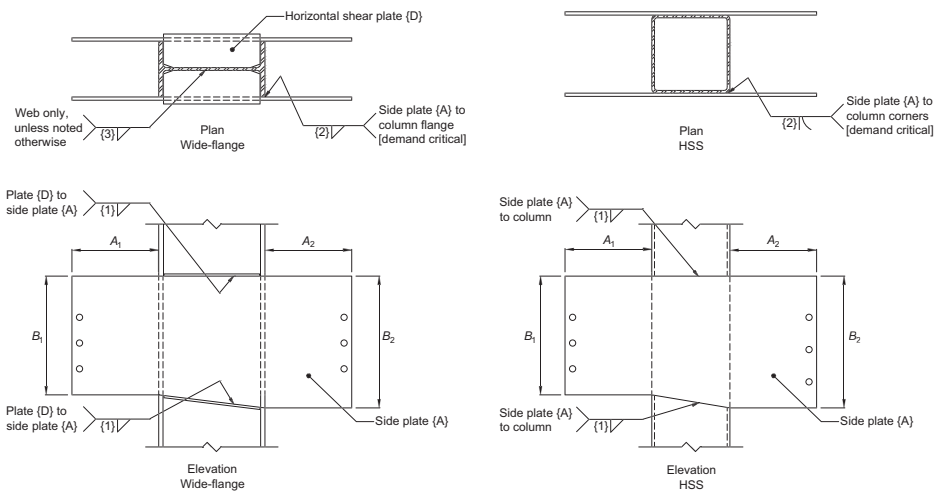 Horizontal shear plate {D}
Web only,
unless noted
otherwise
{3}
Plan
Wide-flange
{2}
Side plate {A} to
column flange
[demand critical]
Plan
HSS
{2}
Side plate {A} to
column corners
[demand critical]
Plate {D} to
side plate {A}
{1}
A1
A2
B1
B2
Plate {D} to
side plate {A}
{1}
Side plate {A}
Elevation
Wide-flange
Side plate {A}
to column
{1}
A1
A2
B1
B2
Side plate {A}
to column
{1}
Side plate {A}
Elevation
HSS